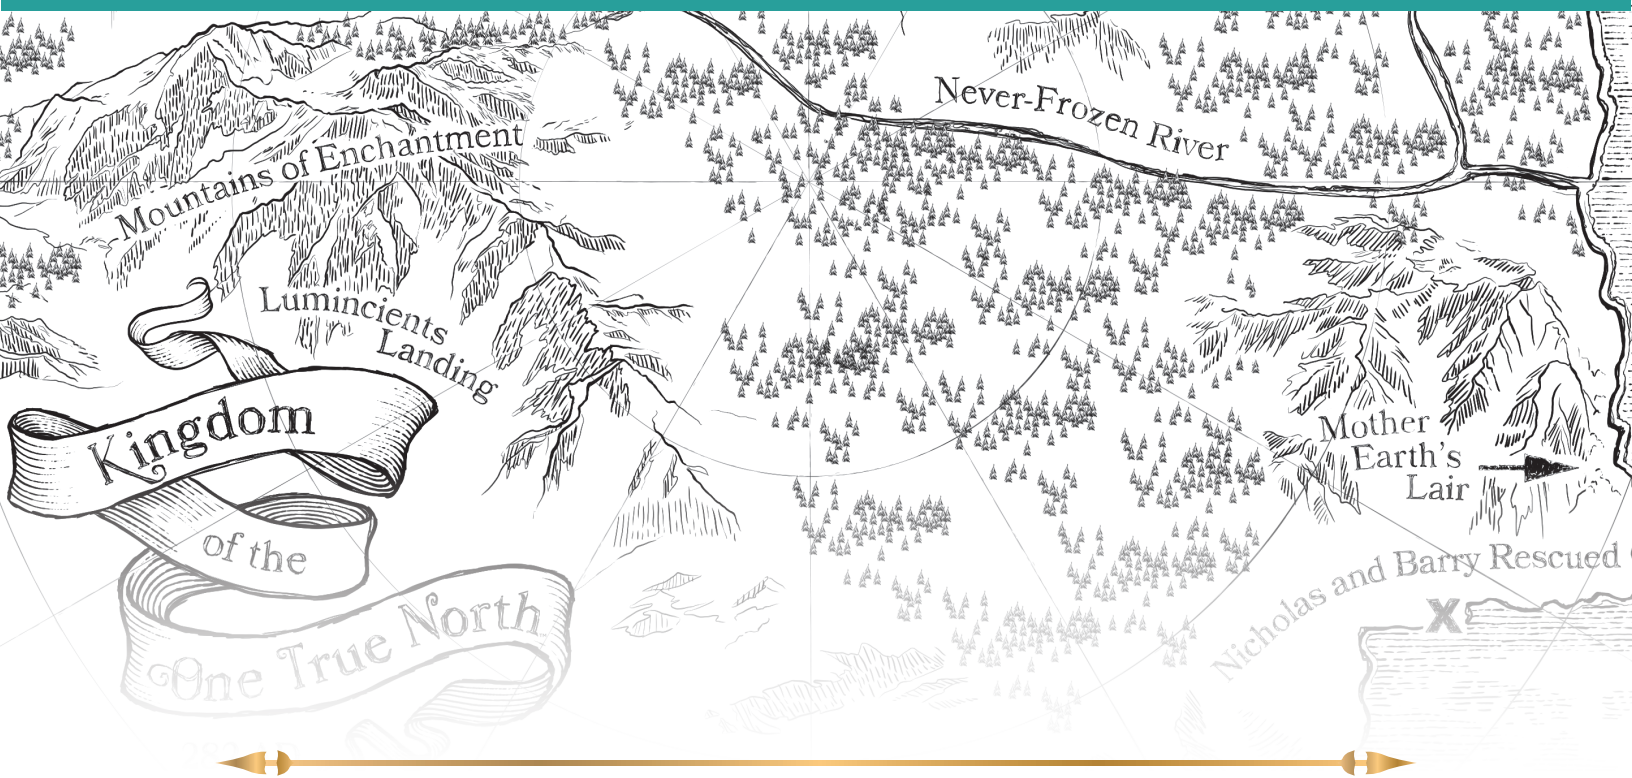 Never-Frozen River
Mountains of Enchantment
Lumincients
Landing
Kingdom
of the
One True North
Mother
Earth's
Lair
Nicholas and Barry Rescued
X